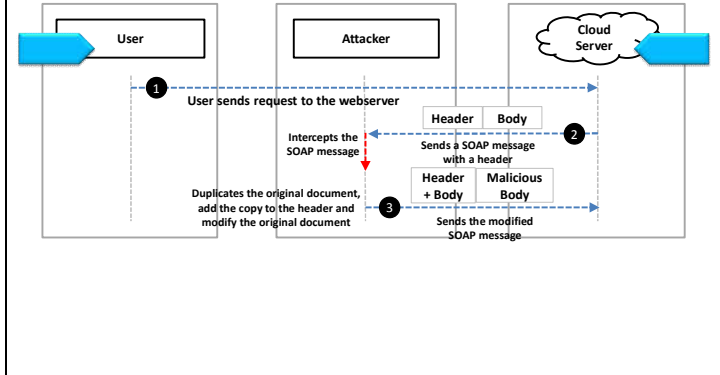 User
Attacker
Cloud
Server
1
User sends request to the webserver
Header
Body
2
Intercepts the
SOAP message
Sends a SOAP message
with a header
Header
+ Body
Malicious
Body
Duplicates the original document,
add the copy to the header and
modify the original document
3
Sends the modified
SOAP message